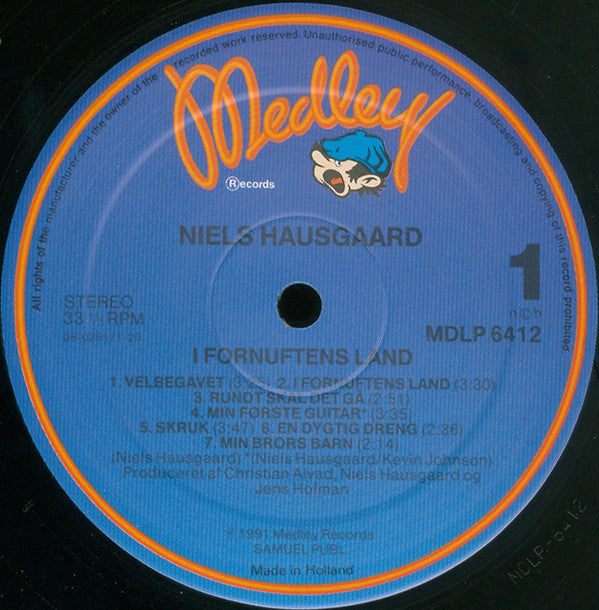 All rights of the manufacturer and the owner of the recorded work reserved. Unauthorised public performance, broadcasting and copying of this record prohibited.
Medley
Records
NIELS HAUSGAARD
1
n©b
STEREO
33 ⅓ RPM
MDLP 6412
I FORNUFTENS LAND
1. VELBEGAVET 2. I FORNUFTENS LAND (3:30)
3. RUNDT SKAL DET GÅ (2:51)
4. MIN FØRSTE GUITAR* (3:35)
5. SKRUK (3:47) 6. EN DYGTIG DRENG (2:36)
7. MIN BRORS BARN (2:14)
(Niels Hausgaard) *(Niels Hausgaard/Kevin Johnson)
Produceret af Christian Alvad, Niels Hausgaard og
Jens Hofman
℗ 1991 Medley Records
SAMUEL PUBL.
Made in Holland